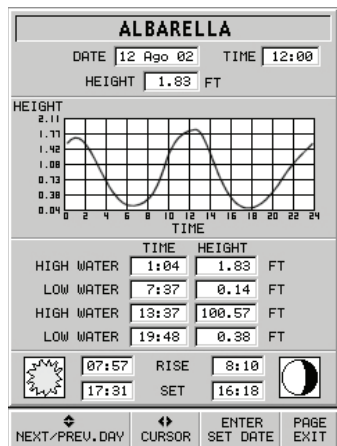 ALBARELLA
DATE 12 Ago 02 TIME 12:00
HEIGHT 1.83 FT
HEIGHT
2.11
1.77
1.42
1.08
0.73
0.38
0.04
0 2 4 6 8 10 12 14 16 18 20 22 24
TIME
TIME HEIGHT
HIGH WATER 1:04 1.83 FT
LOW WATER 7:37 0.14 FT
HIGH WATER 13:37 100.57 FT
LOW WATER 19:48 0.38 FT
07:57 RISE 8:10
17:31 SET 16:18
NEXT/PREV.DAY CURSOR ENTER SET DATE PAGE EXIT